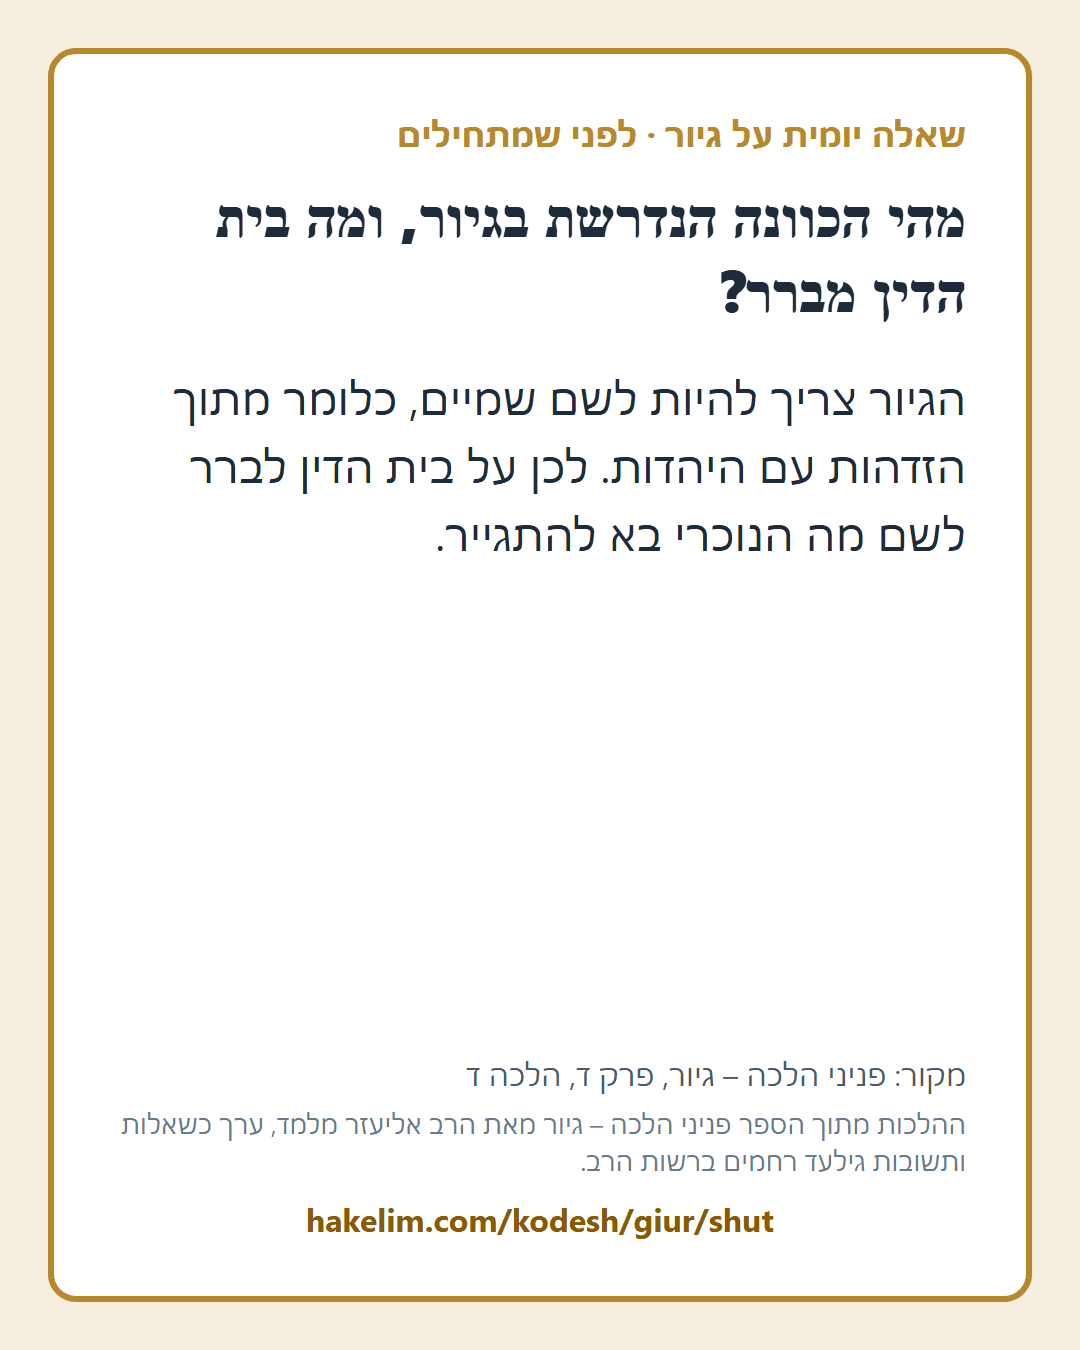 שאלה יומית על גיור · לפני שמתחילים
מהי הכוונה הנדרשת בגיור, ומה בית
הדין מברר?
הגיור צריך להיות לשם שמיים, כלומר מתוך
הזדהות עם היהדות. לכן על בית הדין לברר
לשם מה הנוכרי בא להתגייר.
מקור: פניני הלכה – גיור, פרק ד, הלכה ד
ההלכות מתוך הספר פניני הלכה – גיור מאת הרב אליעזר מלמד, ערך כשאלות
ותשובות גילעד רחמים ברשות הרב.
hakelim.com/kodesh/giur/shut